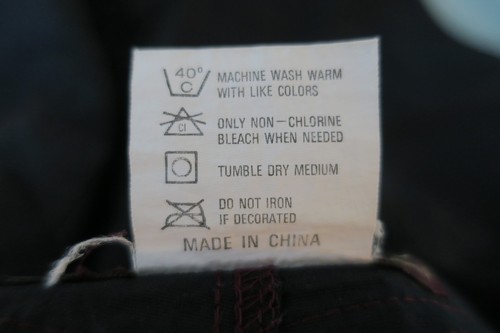 40°
C
MACHINE WASH WARM
WITH LIKE COLORS
Cl
ONLY NON-CHLORINE
BLEACH WHEN NEEDED
TUMBLE DRY MEDIUM
DO NOT IRON
IF DECORATED
MADE IN CHINA